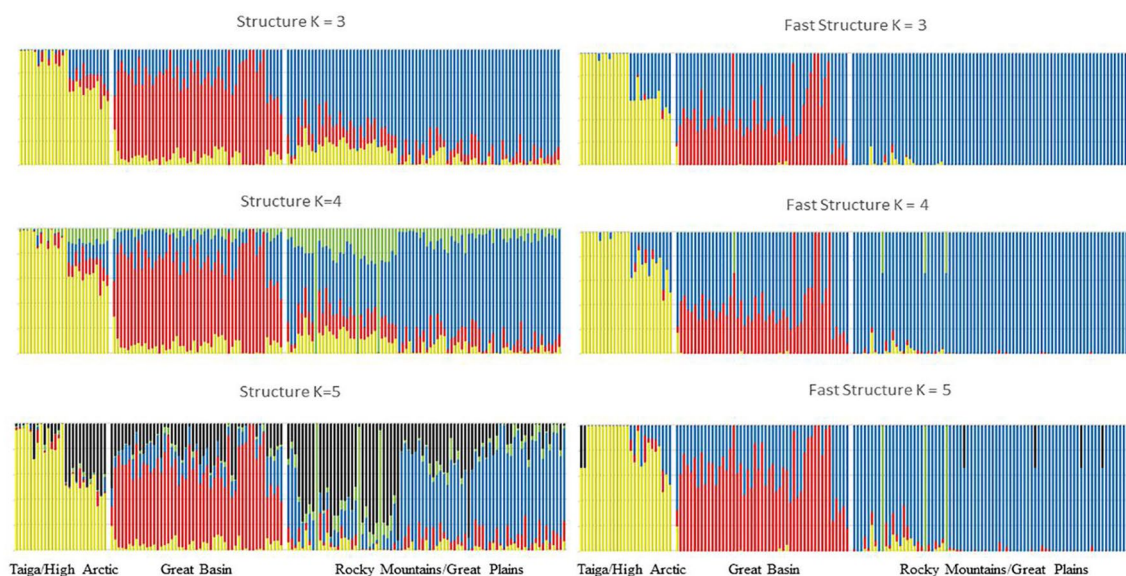 Structure K = 3
Fast Structure K = 3
Structure K=4
Fast Structure K = 4
Structure K=5
Fast Structure K = 5
Taiga/High Arctic Great Basin Rocky Mountains/Great Plains
Taiga/High Arctic Great Basin Rocky Mountains/Great Plains